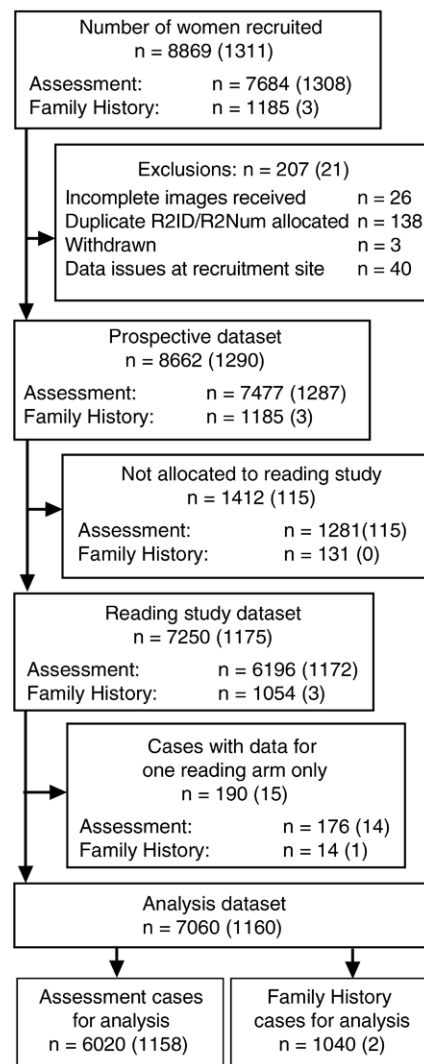 Number of women recruited
n = 8869 (1311)
Assessment: n = 7684 (1308)
Family History: n = 1185 (3)
Exclusions: n = 207 (21)
Incomplete images received n = 26
Duplicate R2ID/R2Num allocated n = 138
Withdrawn n = 3
Data issues at recruitment site n = 40
Prospective dataset
n = 8662 (1290)
Assessment: n = 7477 (1287)
Family History: n = 1185 (3)
Not allocated to reading study
n = 1412 (115)
Assessment: n = 1281(115)
Family History: n = 131 (0)
Reading study dataset
n = 7250 (1175)
Assessment: n = 6196 (1172)
Family History: n = 1054 (3)
Cases with data for
one reading arm only
n = 190 (15)
Assessment: n = 176 (14)
Family History: n = 14 (1)
Analysis dataset
n = 7060 (1160)
Assessment cases
for analysis
n = 6020 (1158)
Family History
cases for analysis
n = 1040 (2)